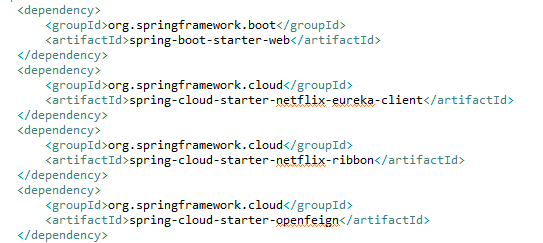 <dependency>
<groupId>org.springframework.boot</groupId>
<artifactId>spring-boot-starter-web</artifactId>
</dependency>
<dependency>
<groupId>org.springframework.cloud</groupId>
<artifactId>spring-cloud-starter-netflix-eureka-client</artifactId>
</dependency>
<dependency>
<groupId>org.springframework.cloud</groupId>
<artifactId>spring-cloud-starter-netflix-ribbon</artifactId>
</dependency>
<dependency>
<groupId>org.springframework.cloud</groupId>
<artifactId>spring-cloud-starter-openfeign</artifactId>
</dependency>